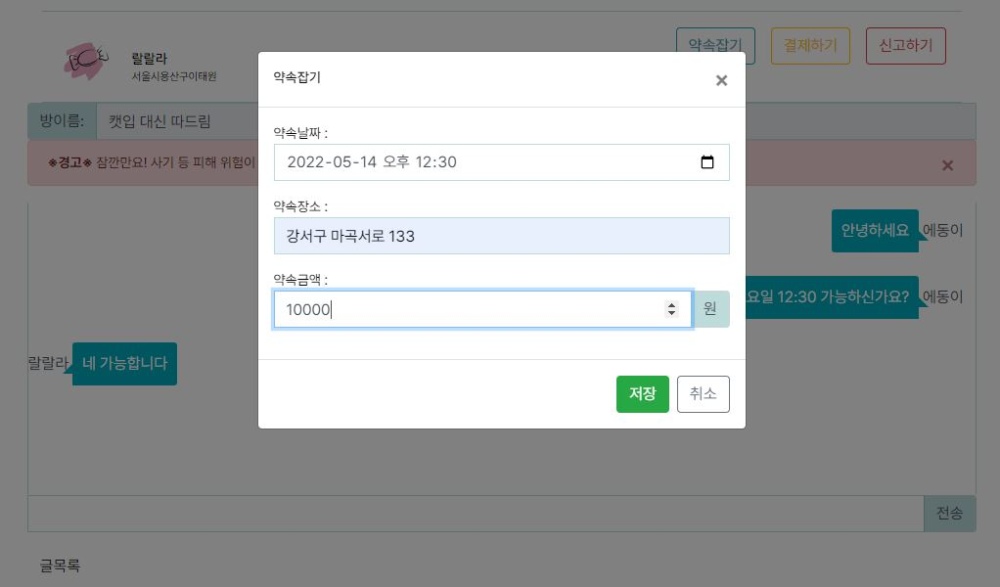 약속잡기 결제하기 신고하기
랄랄라
서울시용산구이태원
방이름: 캣입 대신 따드림
※경고※ 잠깐만요! 사기 등 피해 위험이
×
약속잡기
×
약속날짜 :
2022-05-14 오후 12:30
약속장소 :
강서구 마곡서로 133
약속금액 :
10000 원
저장 취소
안녕하세요 에동이
요일 12:30 가능하신가요? 에동이
랄랄라 네 가능합니다
전송
글목록